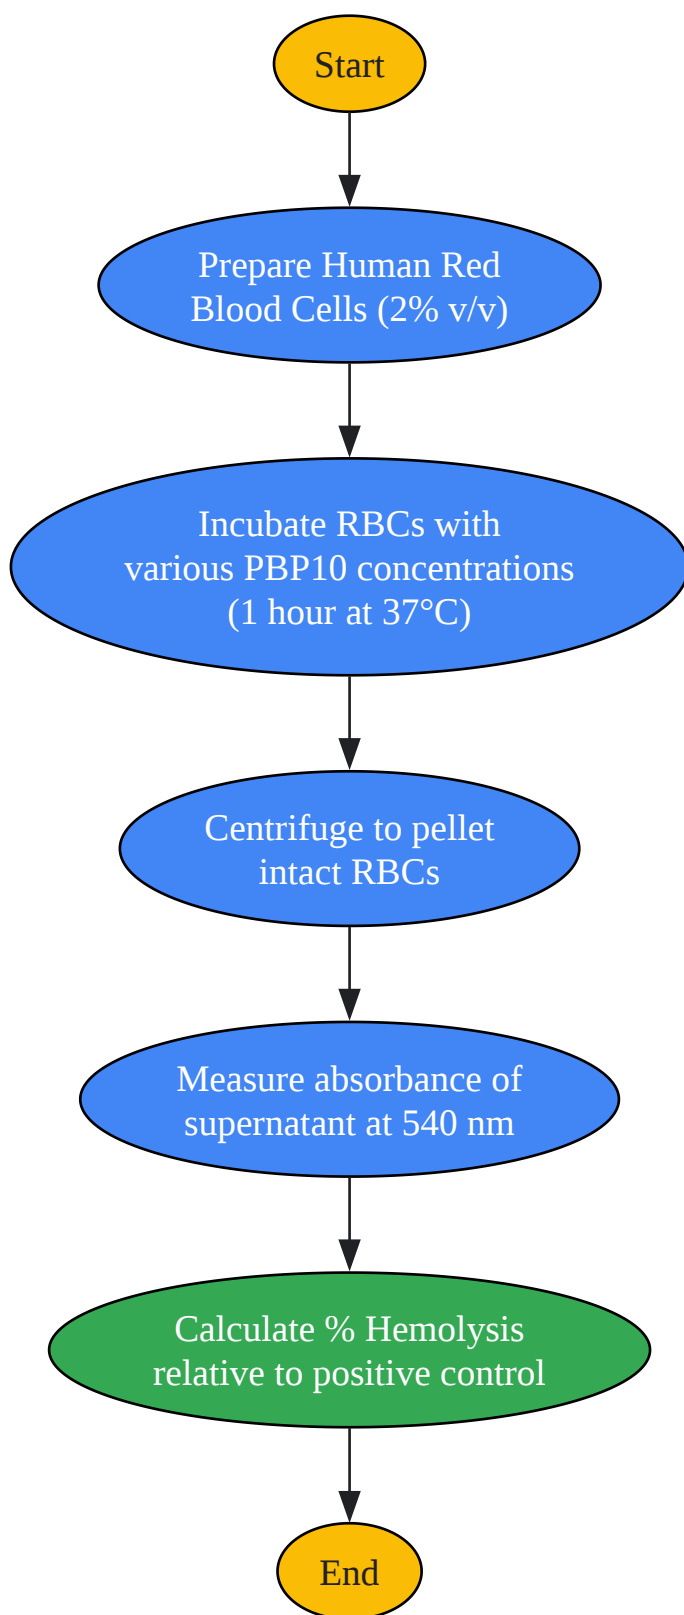 Start
Prepare Human Red
Blood Cells (2% v/v)
Incubate RBCs with
various PBP10 concentrations
(1 hour at 37°C)
Centrifuge to pellet
intact RBCs
Measure absorbance of
supernatant at 540 nm
Calculate % Hemolysis
relative to positive control
End